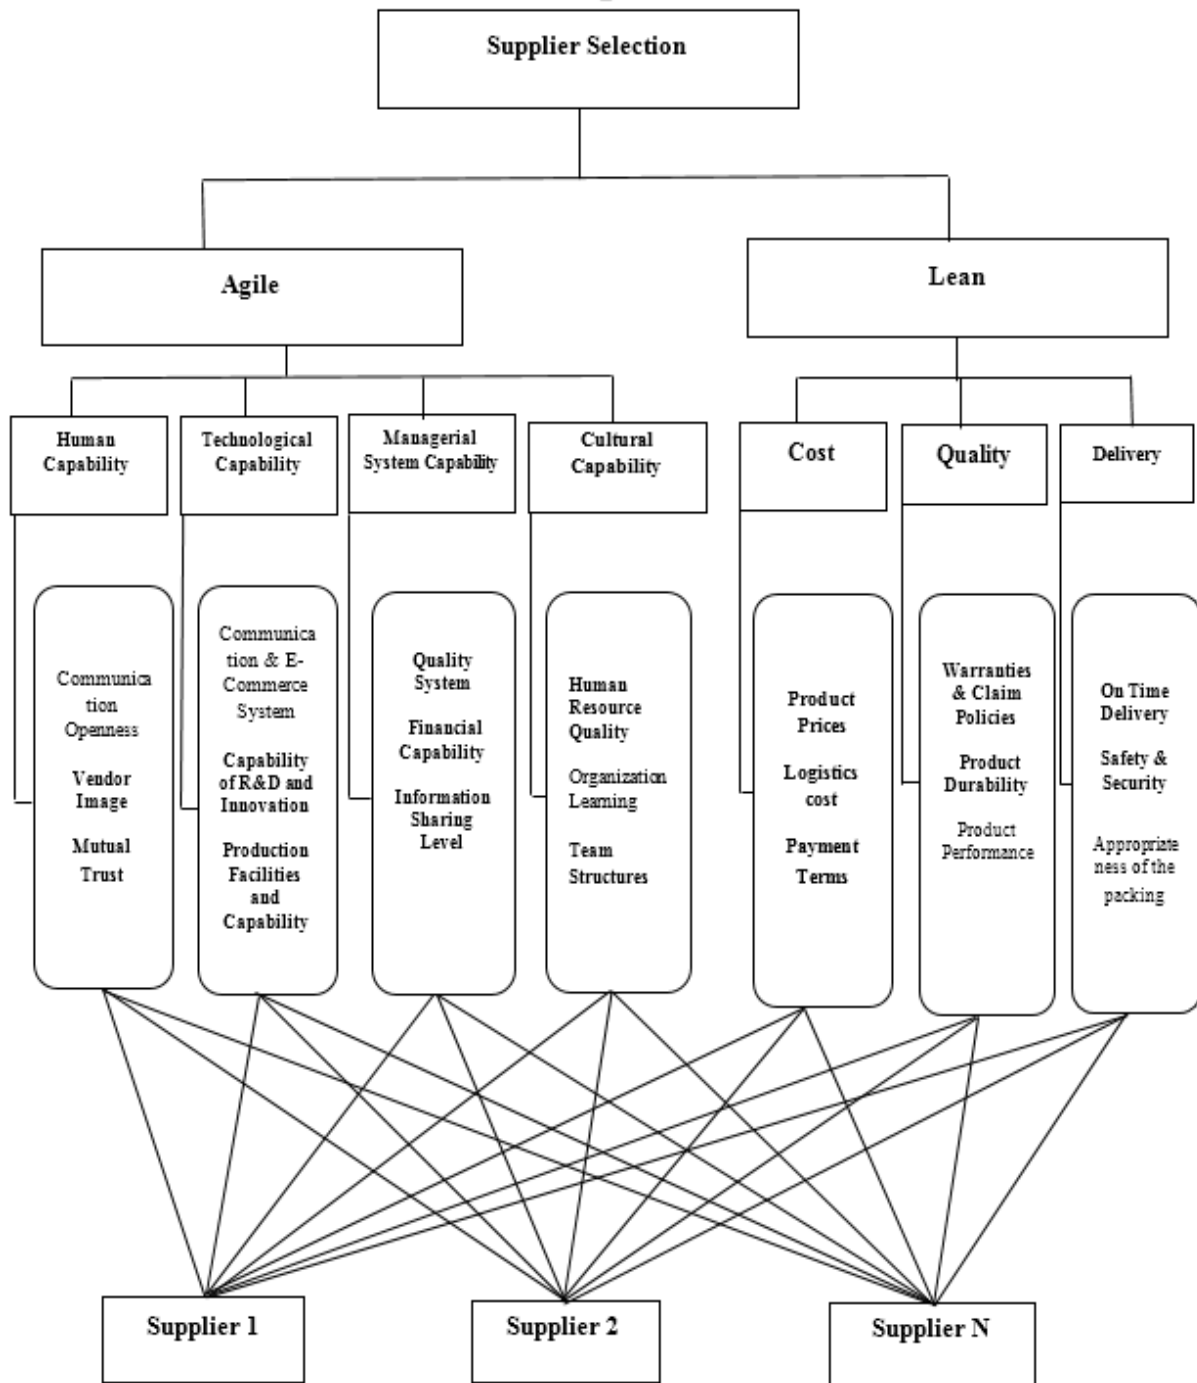 Supplier Selection
Agile
Lean
Human
Capability
Technological
Capability
Managerial
System Capability
Cultural
Capability
Cost
Quality
Delivery
Communica
tion
Openness
Vendor
Image
Mutual
Trust
Communica
tion & E-
Commerce
System
Capability
of R&D and
Innovation
Production
Facilities
and
Capability
Quality
System
Financial
Capability
Information
Sharing
Level
Human
Resource
Quality
Organization
Learning
Team
Structures
Product
Prices
Logistics
cost
Payment
Terms
Warranties
& Claim
Policies
Product
Durability
Product
Performance
On Time
Delivery
Safety &
Security
Appropriate
ness of the
packing
Supplier 1
Supplier 2
Supplier N